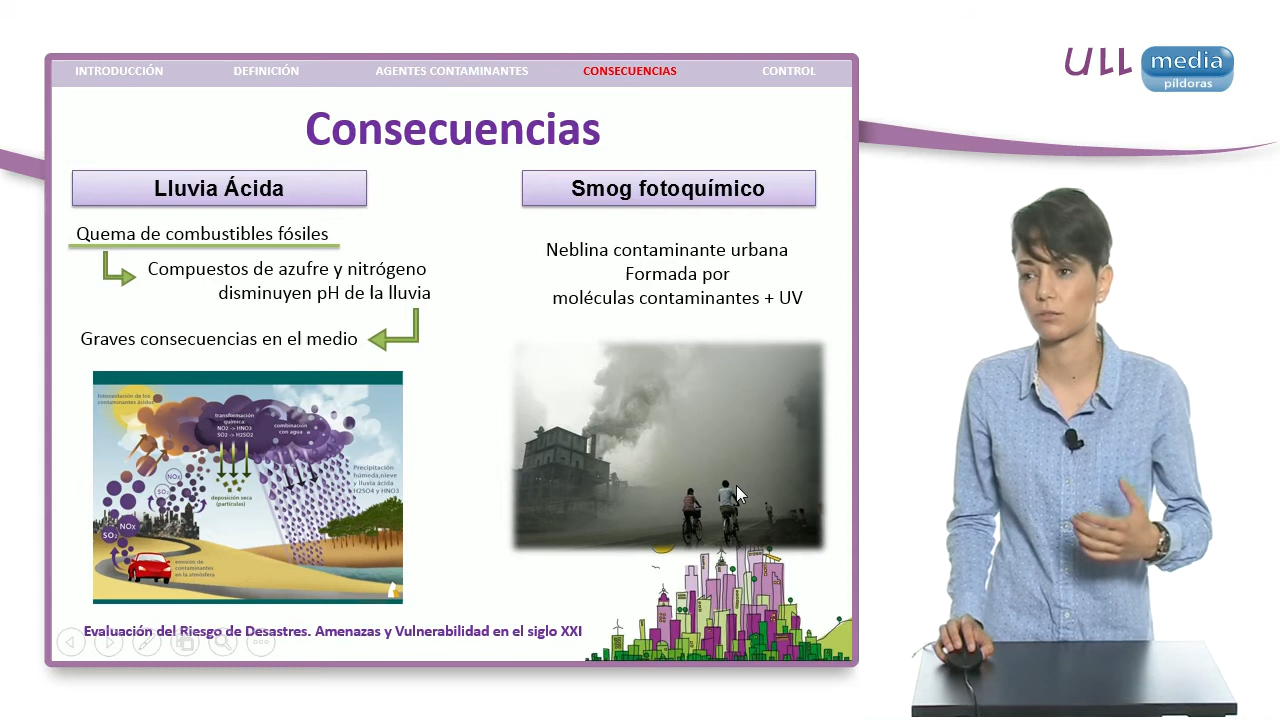 INTRODUCCIÓN DEFINICIÓN AGENTES CONTAMINANTES CONSECUENCIAS CONTROL
ULL media
píldoras
Consecuencias
Lluvia Ácida
Quema de combustibles fósiles
Compuestos de azufre y nitrógeno
disminuyen pH de la lluvia
Graves consecuencias en el medio
contaminantes ácidos
transformación
química
NO2 -> HNO3
SO2 -> H2SO2
combinación
con agua
Precipitación
húmeda,nieve
y lluvia ácida
H2SO4 y HNO3
NOx
SO2
deposición seca
(partículas)
NOx
SO2
emisión de
contaminantes
en la atmósfera
Smog fotoquímico
Neblina contaminante urbana
Formada por
moléculas contaminantes + UV
Evaluación del Riesgo de Desastres. Amenazas y Vulnerabilidad en el siglo XXI